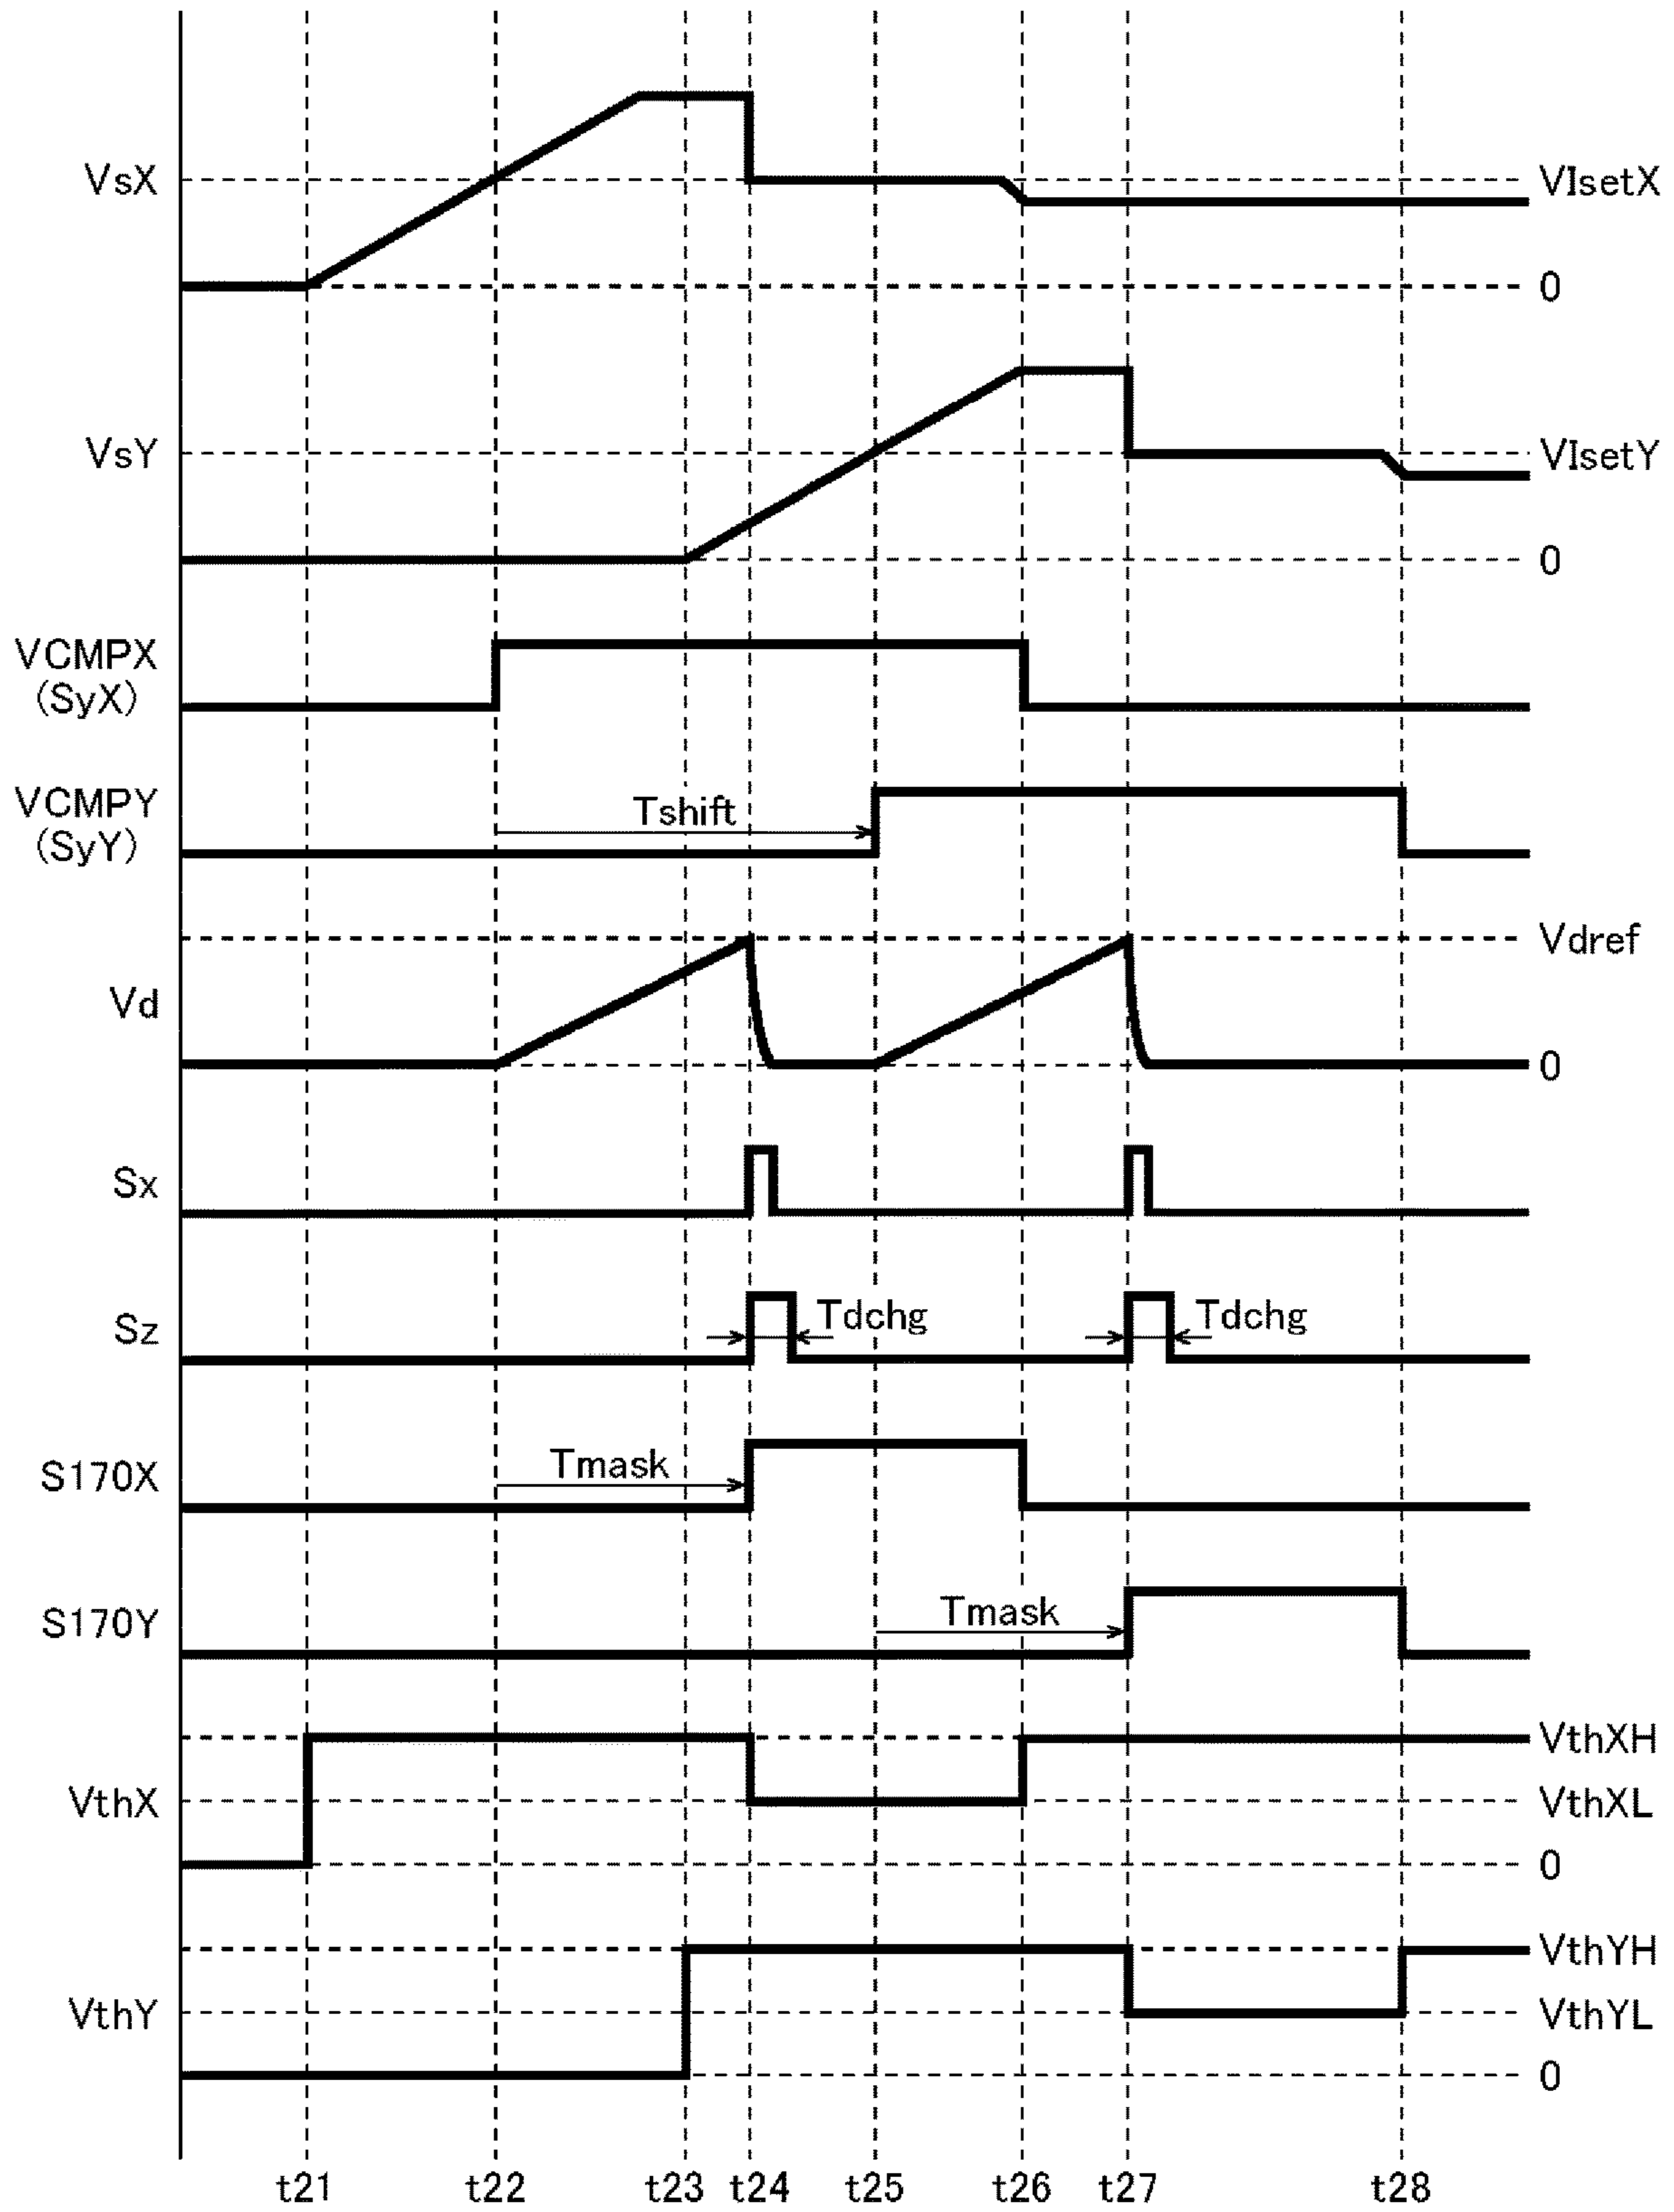 VsX
VIsetX
0
VsY
VIsetY
0
VCMPX
(SyX)
VCMPY
(SyY)
Tshift
Vdref
Vd
0
Sx
Sz
Tdchg
Tdchg
S170X
Tmask
S170Y
Tmask
VthXH
VthX
VthXL
0
VthYH
VthY
VthYL
0
t21 t22 t23 t24 t25 t26 t27 t28